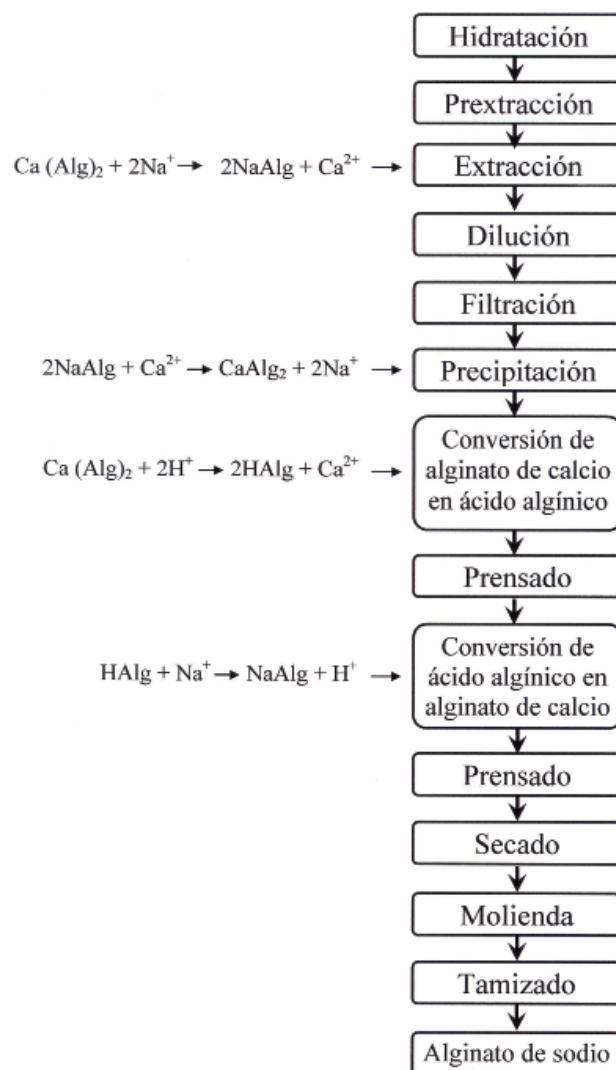 Hidratación
Prextracción
Ca (Alg)₂ + 2Na⁺ → 2NaAlg + Ca²⁺ → Extracción
Dilución
Filtración
2NaAlg + Ca²⁺ → CaAlg₂ + 2Na⁺ → Precipitación
Ca (Alg)₂ + 2H⁺ → 2HAlg + Ca²⁺ →
Conversión de
alginato de calcio
en ácido algínico
Prensado
HAlg + Na⁺ → NaAlg + H⁺ →
Conversión de
ácido algínico en
alginato de calcio
Prensado
Secado
Molienda
Tamizado
Alginato de sodio